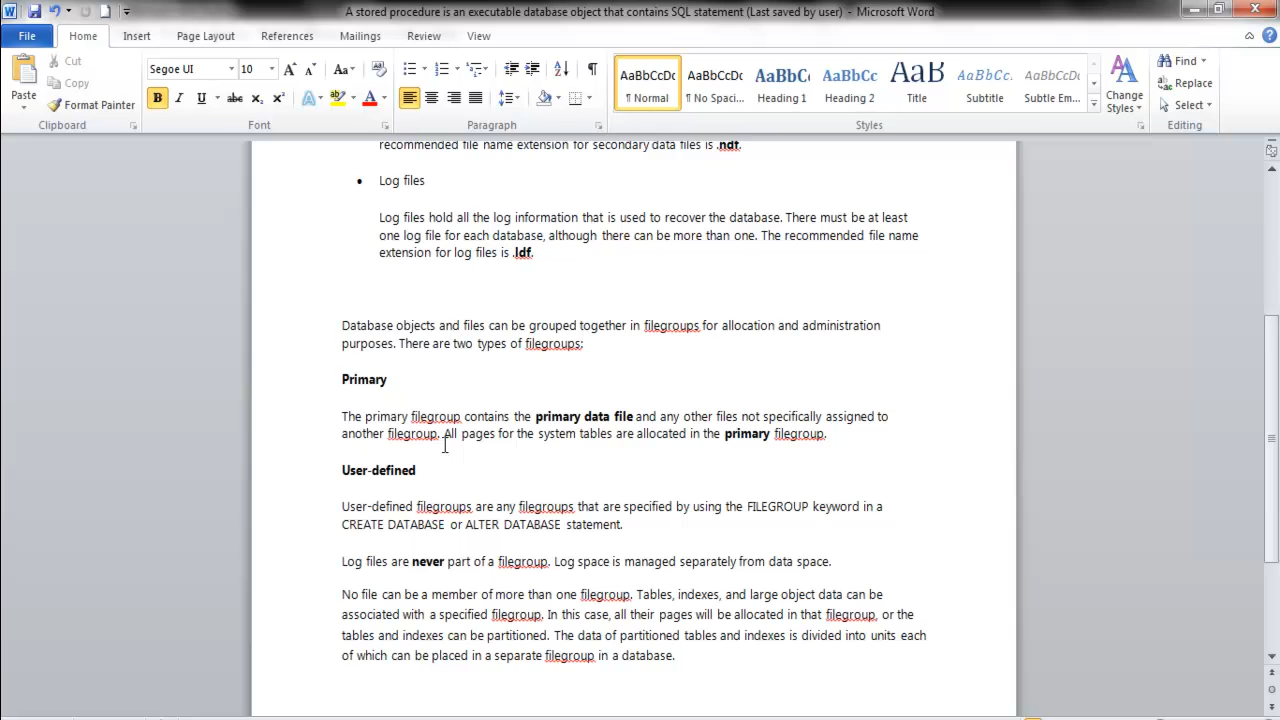 A stored procedure is an executable database object that contains SQL statement (Last saved by user) - Microsoft Word
File Home Insert Page Layout References Mailings Review View
Paste
Cut
Copy
Format Painter
Clipboard
Segoe UI 10
Font
Paragraph
AaBbCcDc AaBbCcDc AaBbC AaBbCc AaB AaBbCc. AaBbCcDc
¶ Normal ¶ No Spaci... Heading 1 Heading 2 Title Subtitle Subtle Em...
Change Styles
Styles
Find
Replace
Select
Editing
recommended file name extension for secondary data files is .ndf.
• Log files
Log files hold all the log information that is used to recover the database. There must be at least
one log file for each database, although there can be more than one. The recommended file name
extension for log files is .ldf.
Database objects and files can be grouped together in filegroups for allocation and administration
purposes. There are two types of filegroups:
Primary
The primary filegroup contains the primary data file and any other files not specifically assigned to
another filegroup. All pages for the system tables are allocated in the primary filegroup.
User-defined
User-defined filegroups are any filegroups that are specified by using the FILEGROUP keyword in a
CREATE DATABASE or ALTER DATABASE statement.
Log files are never part of a filegroup. Log space is managed separately from data space.
No file can be a member of more than one filegroup. Tables, indexes, and large object data can be
associated with a specified filegroup. In this case, all their pages will be allocated in that filegroup, or the
tables and indexes can be partitioned. The data of partitioned tables and indexes is divided into units each
of which can be placed in a separate filegroup in a database.